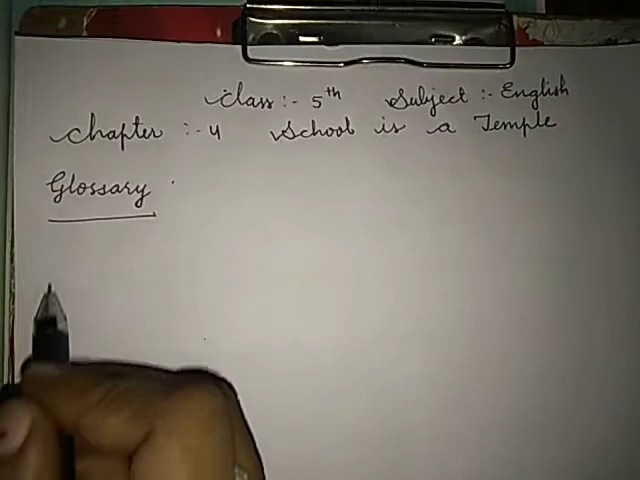 Class :- 5th Subject :- English
Chapter :- 4 School is a Temple
Glossary